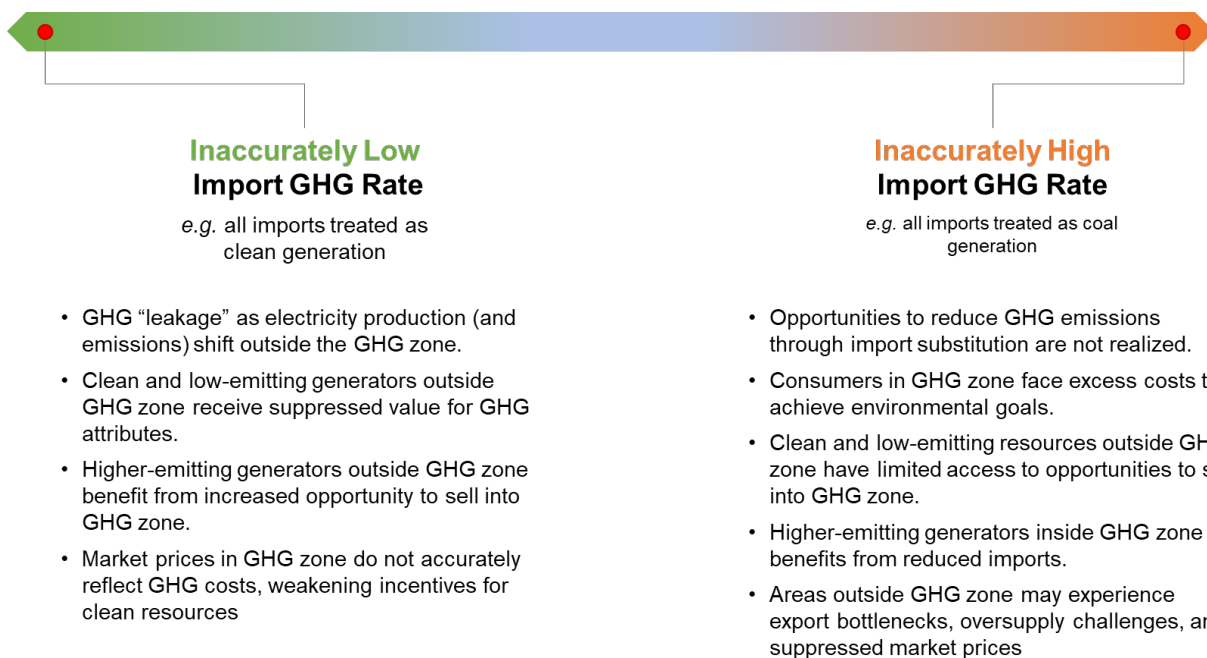 Inaccurately Low
Import GHG Rate
e.g. all imports treated as
clean generation
• GHG “leakage” as electricity production (and
emissions) shift outside the GHG zone.
• Clean and low-emitting generators outside
GHG zone receive suppressed value for GHG
attributes.
• Higher-emitting generators outside GHG zone
benefit from increased opportunity to sell into
GHG zone.
• Market prices in GHG zone do not accurately
reflect GHG costs, weakening incentives for
clean resources
Inaccurately High
Import GHG Rate
e.g. all imports treated as coal
generation
• Opportunities to reduce GHG emissions
through import substitution are not realized.
• Consumers in GHG zone face excess costs
achieve environmental goals.
• Clean and low-emitting resources outside
zone have limited access to opportunities to
into GHG zone.
• Higher-emitting generators inside GHG zone
benefits from reduced imports.
• Areas outside GHG zone may experience
export bottlenecks, oversupply challenges,
suppressed market prices